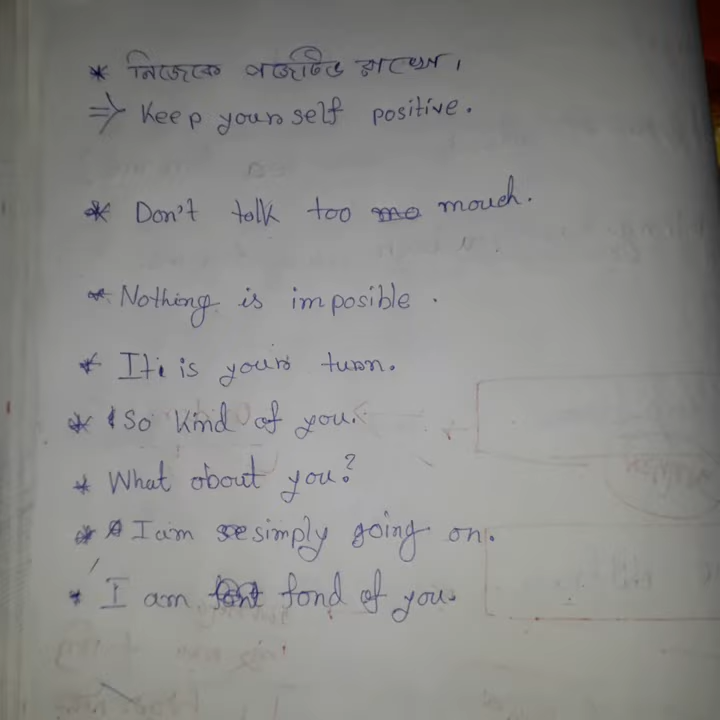 * নিজেকে পজেটিভ রাখো।
=> Keep yourself positive.
* Don't talk too mouch.
* Nothing is imposible.
* It is your turn.
* So kind of you.
* What about you?
* I am simply going on.
* I am fond of you.